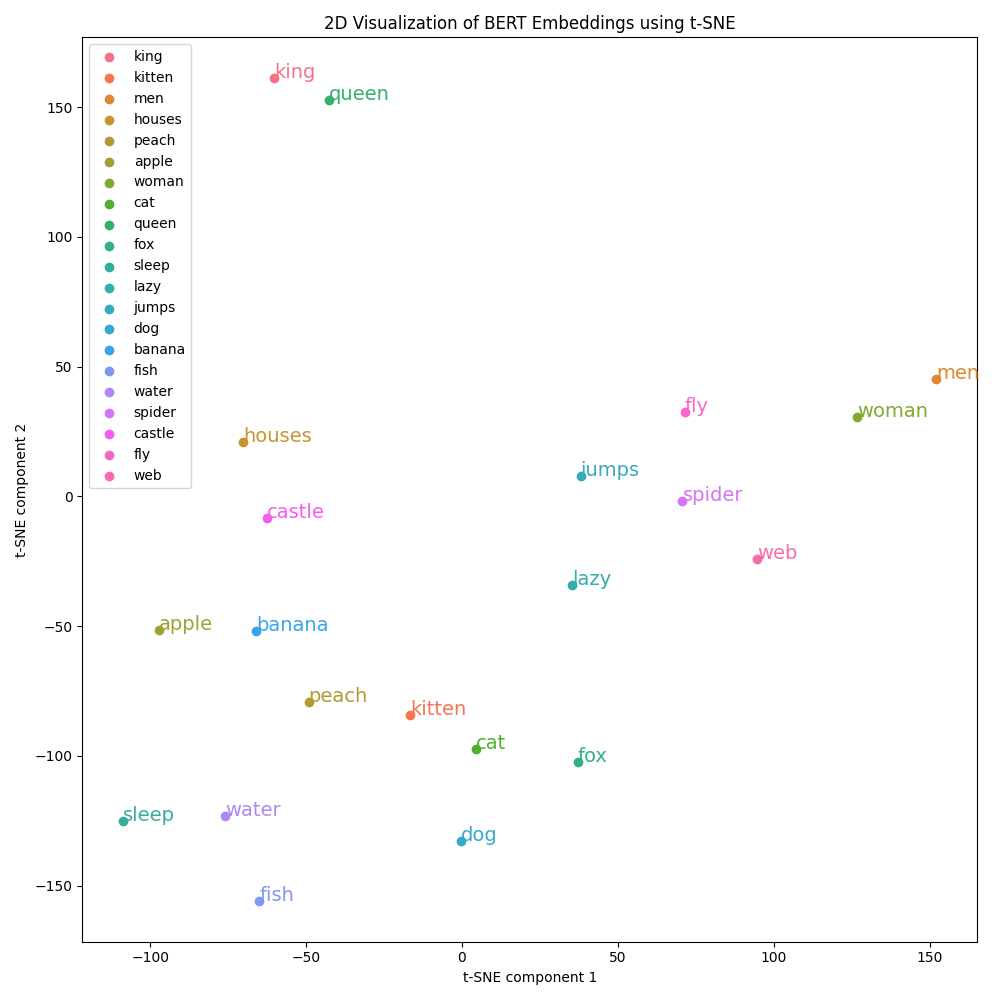 2D Visualization of BERT Embeddings using t-SNE
king
kitten
men
houses
peach
apple
woman
cat
queen
fox
sleep
lazy
jumps
dog
banana
fish
water
spider
castle
fly
web
king
queen
men
fly
woman
houses
jumps
spider
castle
web
lazy
apple
banana
peach
kitten
cat
fox
sleep
water
dog
fish
150
100
50
0
−50
−100
−150
t-SNE component 2
−100
−50
0
50
100
150
t-SNE component 1